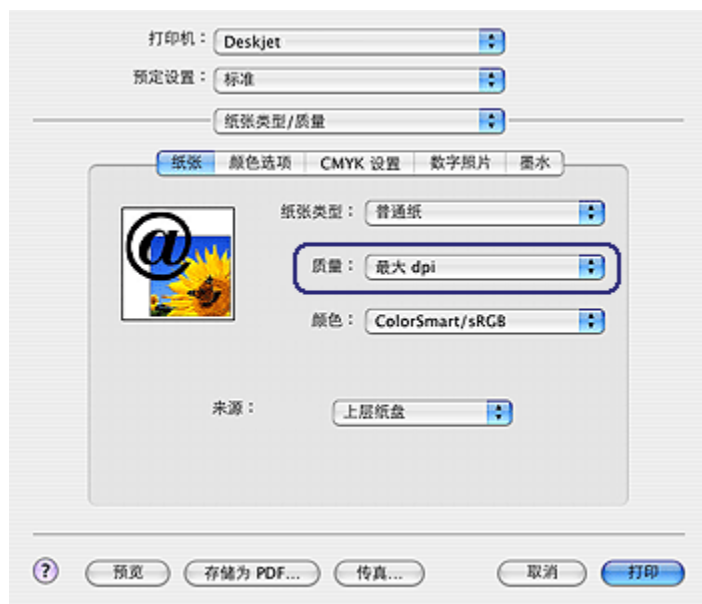 打印机： Deskjet
预定设置： 标准
纸张类型/质量
纸张 颜色选项 CMYK 设置 数字照片 墨水
纸张类型： 普通纸
@
质量： 最大 dpi
颜色： ColorSmart/sRGB
来源： 上层纸盘
? 预览 存储为 PDF... 传真... 取消 打印